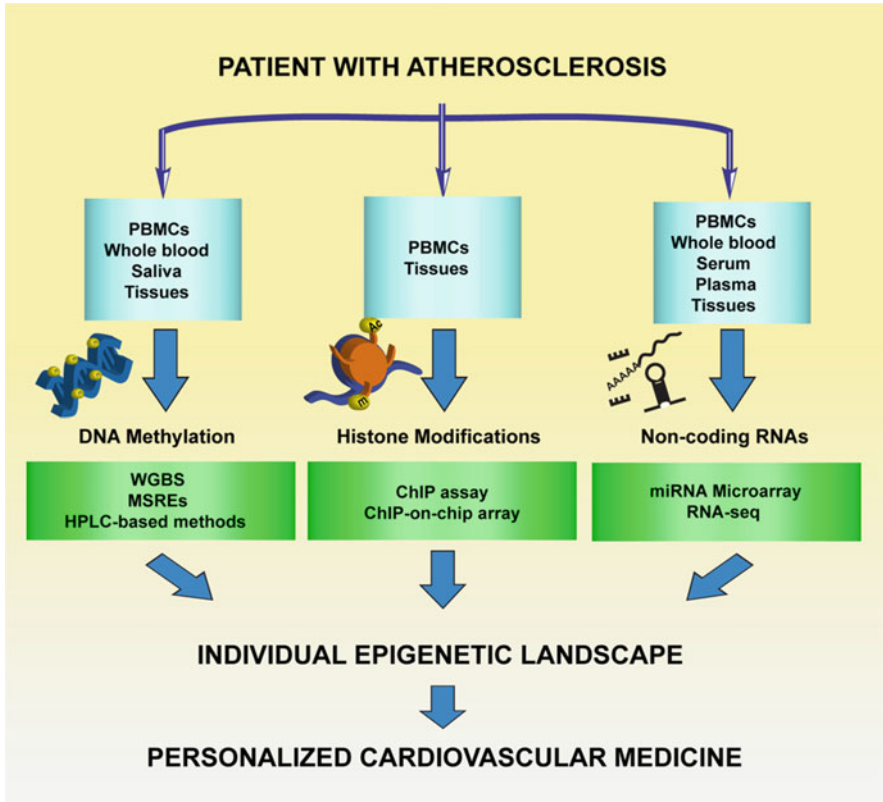 PATIENT WITH ATHEROSCLEROSIS
PBMCs
Whole blood
Saliva
Tissues
PBMCs
Tissues
PBMCs
Whole blood
Serum
Plasma
Tissues
Ac
E
AAAAA
DNA Methylation
Histone Modifications
Non-coding RNAs
WGBS
MSREs
HPLC-based methods
ChIP assay
ChIP-on-chip array
miRNA Microarray
RNA-seq
INDIVIDUAL EPIGENETIC LANDSCAPE
PERSONALIZED CARDIOVASCULAR MEDICINE